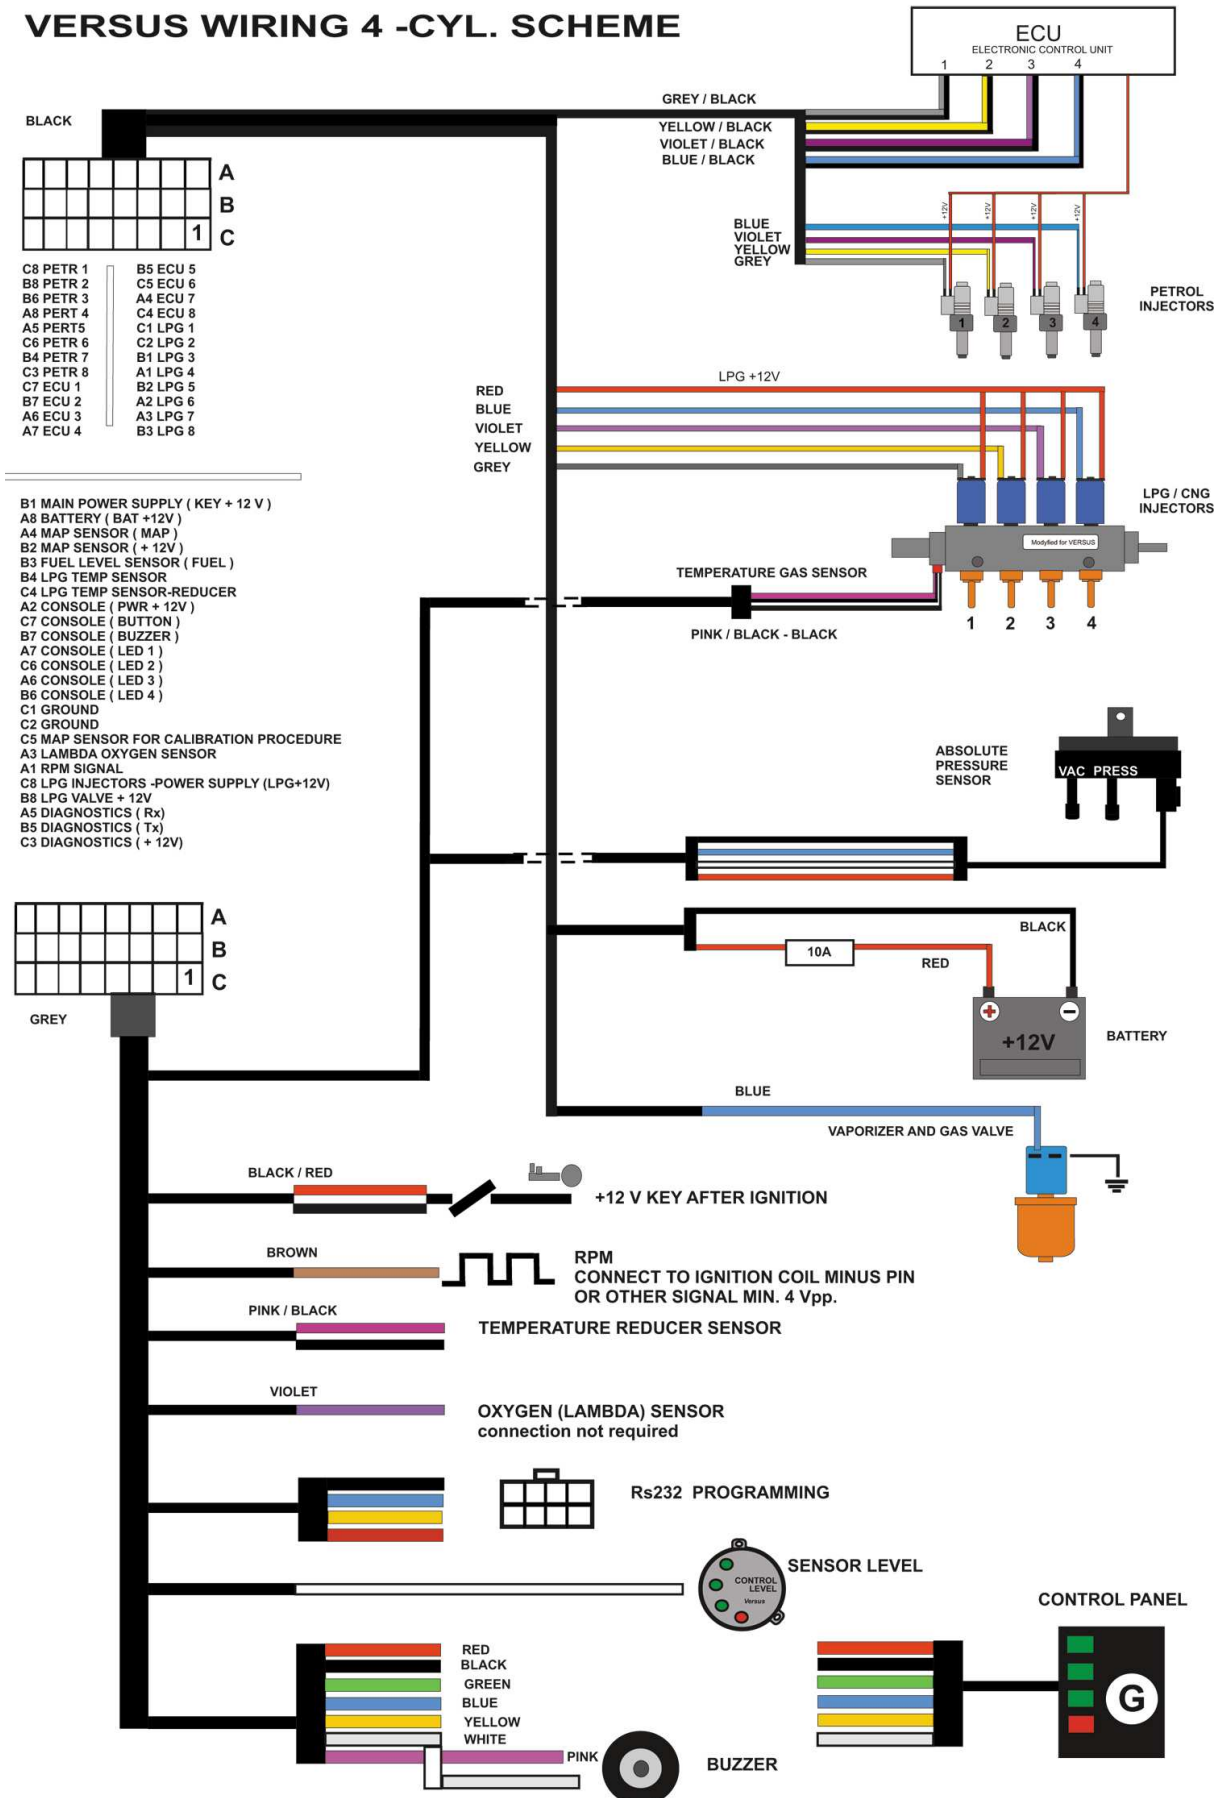 VERSUS WIRING 4 -CYL. SCHEME
ECU
ELECTRONIC CONTROL UNIT
1 2 3 4
GREY / BLACK
YELLOW / BLACK
VIOLET / BLACK
BLUE / BLACK
BLACK
A
B
1 C
+12V +12V +12V +12V
BLUE
VIOLET
YELLOW
GREY
PETROL
INJECTORS
1 2 3 4
C8 PETR 1
B8 PETR 2
B6 PETR 3
A8 PERT 4
A5 PERT5
C6 PETR 6
B4 PETR 7
C3 PETR 8
C7 ECU 1
B7 ECU 2
A6 ECU 3
A7 ECU 4
B5 ECU 5
C5 ECU 6
A4 ECU 7
C4 ECU 8
C1 LPG 1
C2 LPG 2
B1 LPG 3
A1 LPG 4
B2 LPG 5
A2 LPG 6
A3 LPG 7
B3 LPG 8
LPG +12V
RED
BLUE
VIOLET
YELLOW
GREY
LPG / CNG
INJECTORS
Modyfied for VERSUS
1 2 3 4
TEMPERATURE GAS SENSOR
PINK / BLACK - BLACK
B1 MAIN POWER SUPPLY ( KEY + 12 V )
A8 BATTERY ( BAT +12V )
A4 MAP SENSOR ( MAP )
B2 MAP SENSOR ( + 12V )
B3 FUEL LEVEL SENSOR ( FUEL )
B4 LPG TEMP SENSOR
C4 LPG TEMP SENSOR-REDUCER
A2 CONSOLE ( PWR + 12V )
C7 CONSOLE ( BUTTON )
B7 CONSOLE ( BUZZER )
A7 CONSOLE ( LED 1 )
C6 CONSOLE ( LED 2 )
A6 CONSOLE ( LED 3 )
B6 CONSOLE ( LED 4 )
C1 GROUND
C2 GROUND
C5 MAP SENSOR FOR CALIBRATION PROCEDURE
A3 LAMBDA OXYGEN SENSOR
A1 RPM SIGNAL
C8 LPG INJECTORS -POWER SUPPLY (LPG+12V)
B8 LPG VALVE + 12V
A5 DIAGNOSTICS ( Rx)
B5 DIAGNOSTICS ( Tx)
C3 DIAGNOSTICS ( + 12V)
ABSOLUTE
PRESSURE
SENSOR
VAC PRESS
A
B
1 C
GREY
BLACK
10A
RED
+12V
BATTERY
BLUE
VAPORIZER AND GAS VALVE
BLACK / RED
+12 V KEY AFTER IGNITION
BROWN
RPM
CONNECT TO IGNITION COIL MINUS PIN
OR OTHER SIGNAL MIN. 4 Vpp.
PINK / BLACK
TEMPERATURE REDUCER SENSOR
VIOLET
OXYGEN (LAMBDA) SENSOR
connection not required
Rs232 PROGRAMMING
SENSOR LEVEL
CONTROL
LEVEL
Versus
CONTROL PANEL
G
RED
BLACK
GREEN
BLUE
YELLOW
WHITE
PINK
BUZZER